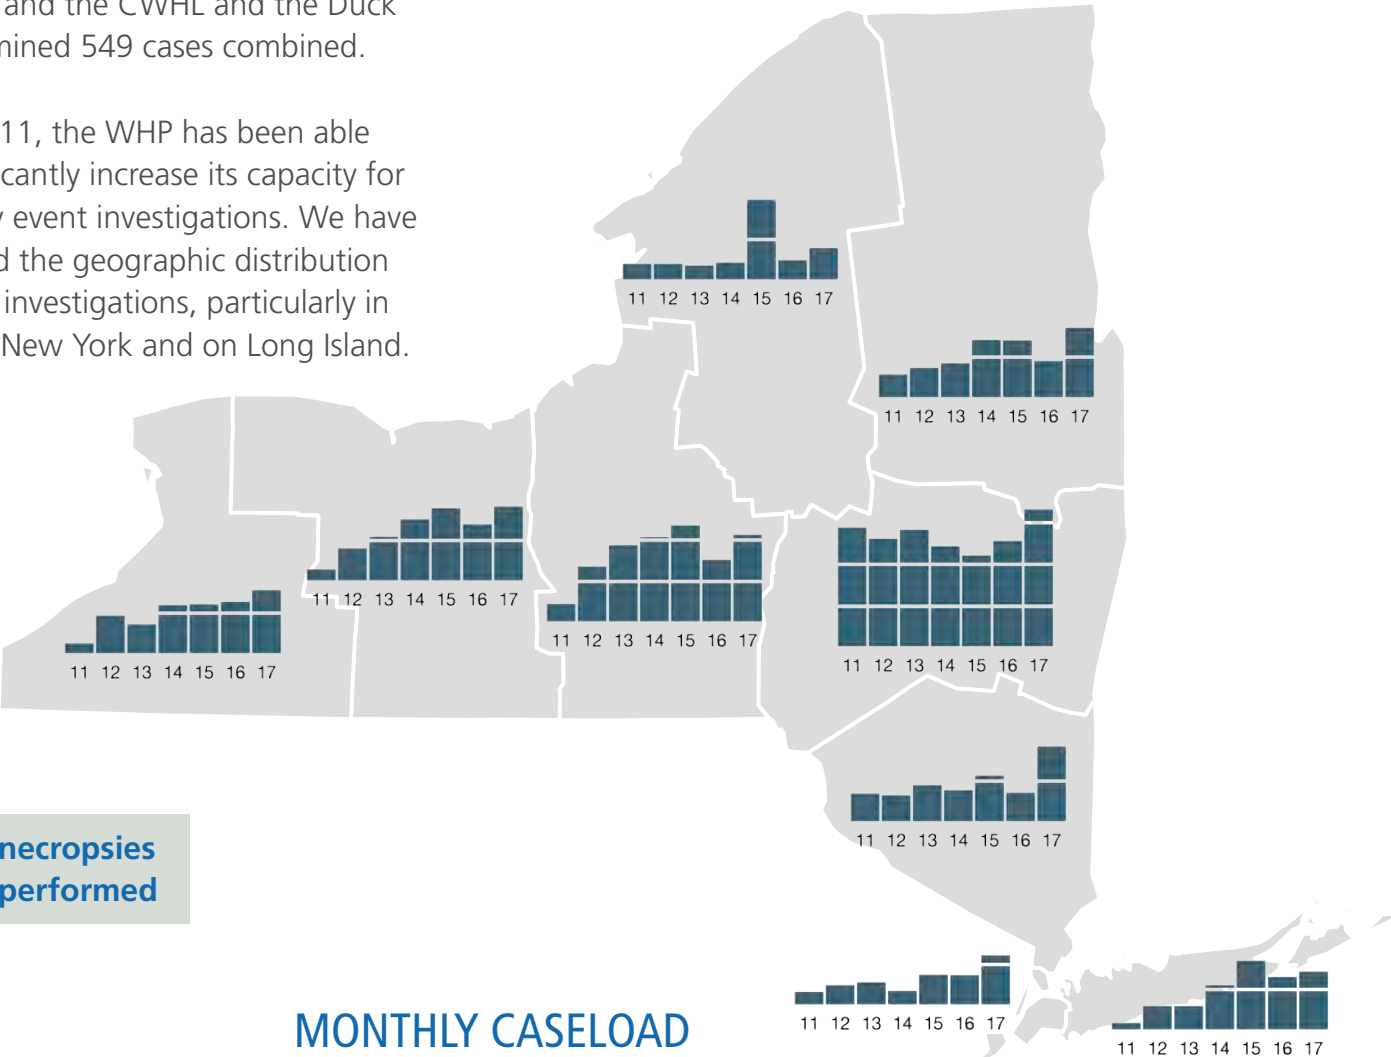 and the CWHL and the Duck
549 cases combined.
11, the WHP has been able
increase its capacity for
event investigations. We have
the geographic distribution
investigations, particularly in
New York and on Long Island.
11 12 13 14 15 16 17
11 12 13 14 15 16 17
11 12 13 14 15 16 17
11 12 13 14 15 16 17
11 12 13 14 15 16 17
11 12 13 14 15 16 17
11 12 13 14 15 16 17
necropsies
performed
11 12 13 14 15 16 17
11 12 13 14 15 16 17
MONTHLY CASELOAD